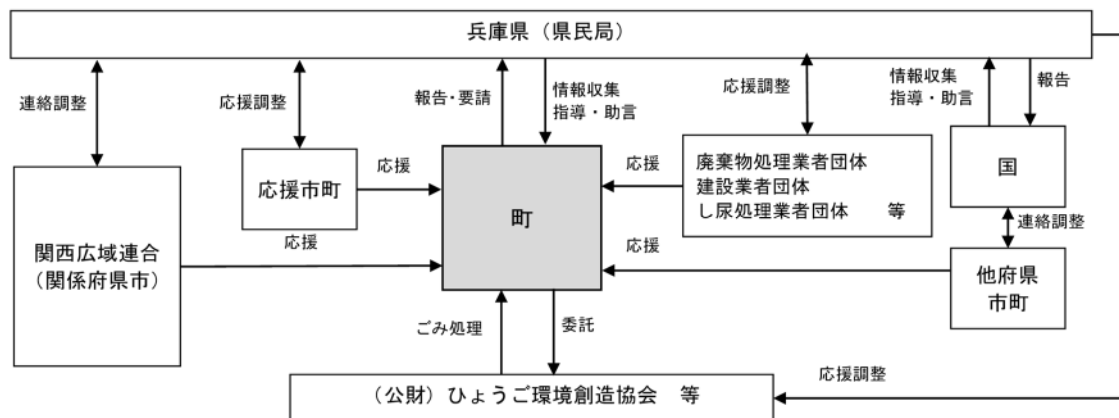 兵庫県（県民局）
連絡調整
応援調整
報告・要請
情報収集
指導・助言
応援調整
情報収集
指導・助言
報告
応援市町
応援
町
応援
廃棄物処理業者団体
建設業者団体
し尿処理業者団体　等
国
連絡調整
関西広域連合
（関係府県市）
応援
応援
他府県
市町
ごみ処理
委託
（公財）ひょうご環境創造協会　等
応援調整